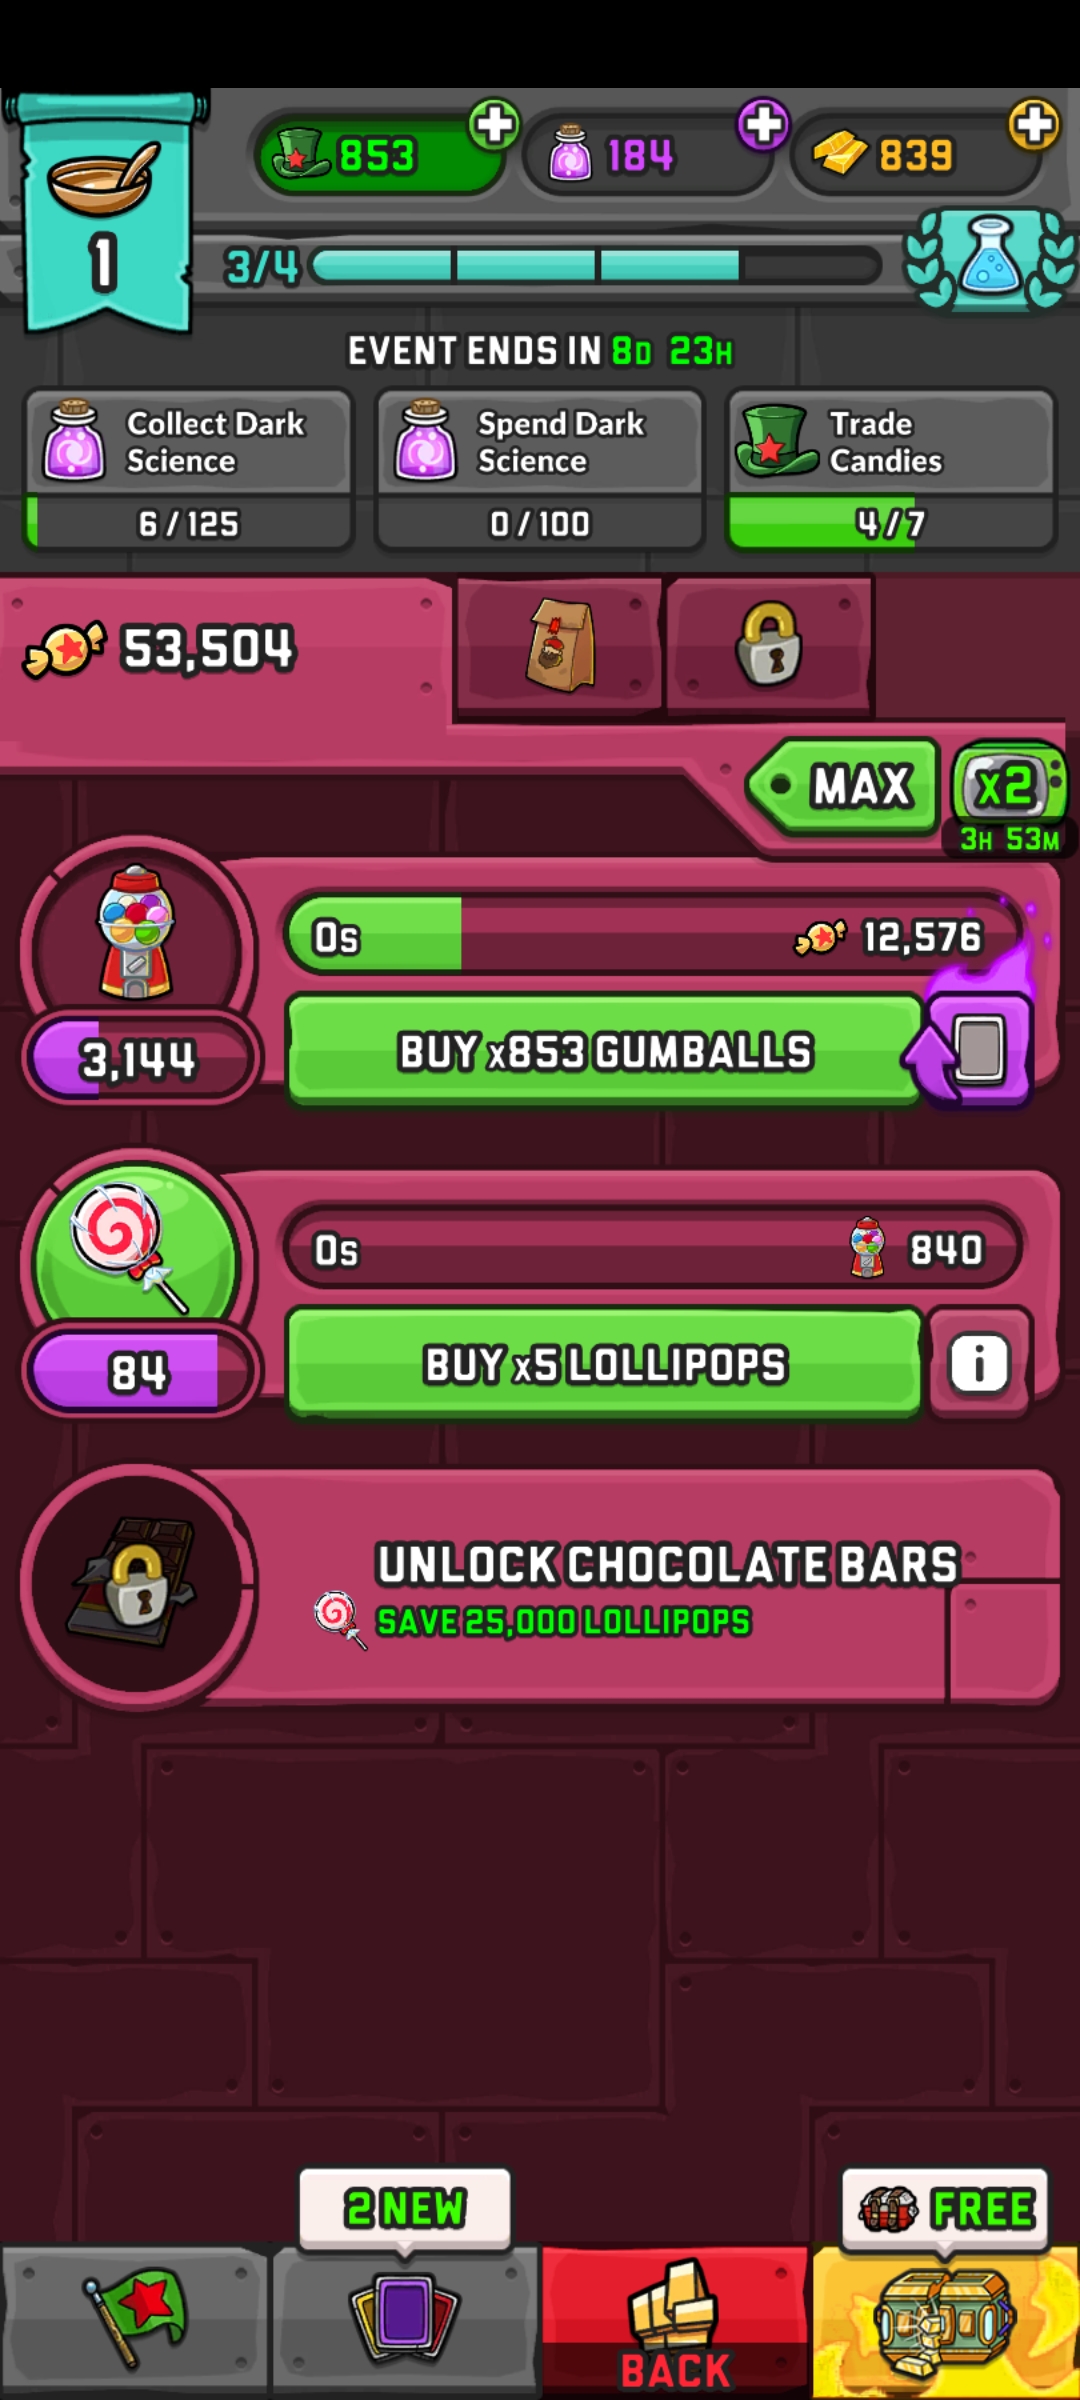 853
184
839
1
3/4
EVENT ENDS IN 8D 23H
Collect Dark
Science
6 / 125
Spend Dark
Science
0 / 100
Trade
Candies
4 / 7
53,504
MAX
x2
3H 53M
0s
12,576
3,144
BUY x853 GUMBALLS
0s
840
84
BUY x5 LOLLIPOPS
i
UNLOCK CHOCOLATE BARS
SAVE 25,000 LOLLIPOPS
2 NEW
FREE
BACK